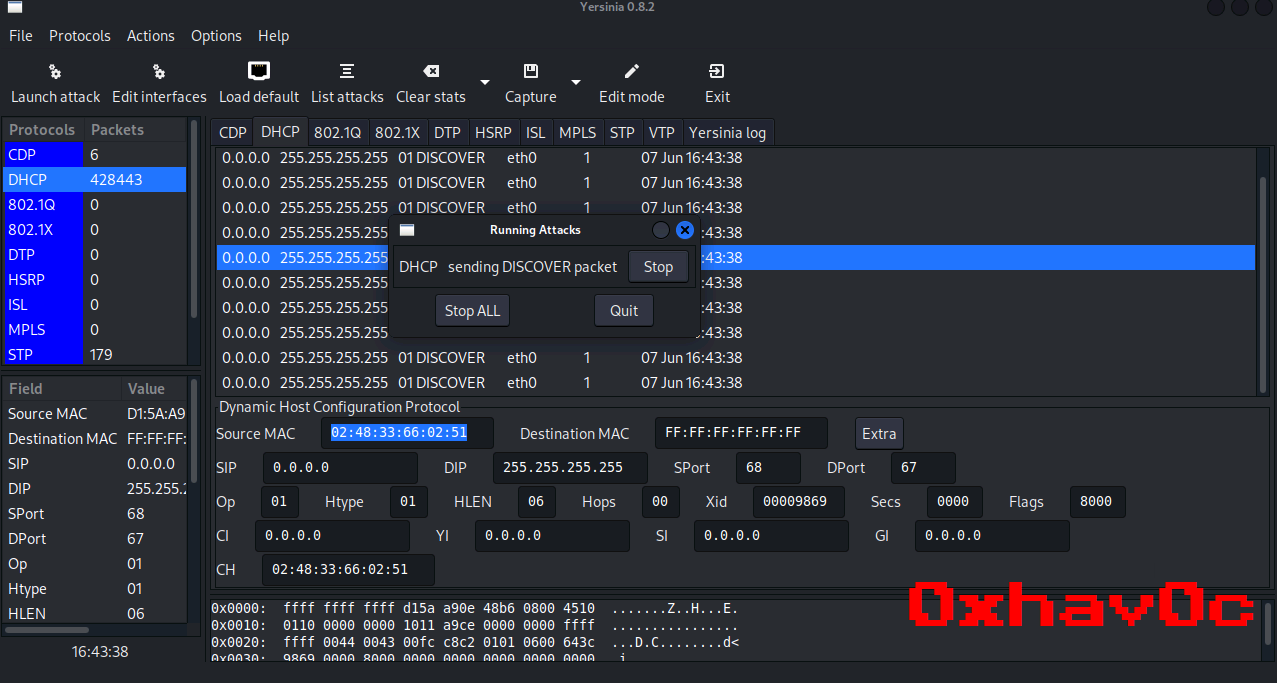 Yersinia 0.8.2
File Protocols Actions Options Help
Launch attack Edit interfaces Load default List attacks Clear stats Capture Edit mode Exit
Protocols Packets
CDP 6
DHCP 428443
802.1Q 0
802.1X 0
DTP 0
HSRP 0
ISL 0
MPLS 0
STP 179
Field Value
Source MAC D1:5A:A9
Destination MAC FF:FF:FF:
SIP 0.0.0.0
DIP 255.255.2
SPort 68
DPort 67
Op 01
Htype 01
HLEN 06
16:43:38
CDP DHCP 802.1Q 802.1X DTP HSRP ISL MPLS STP VTP Yersinia log
0.0.0.0 255.255.255.255 01 DISCOVER eth0 1 07 Jun 16:43:38
0.0.0.0 255.255.255.255 01 DISCOVER eth0 1 07 Jun 16:43:38
0.0.0.0 255.255.255.255 01 DISCOVER eth0 1 07 Jun 16:43:38
0.0.0.0 255.255.255.255 :43:38
0.0.0.0 255.255.255.255 :43:38
0.0.0.0 255.255.255.255 :43:38
0.0.0.0 255.255.255.255 :43:38
0.0.0.0 255.255.255.255 :43:38
0.0.0.0 255.255.255.255 01 DISCOVER eth0 1 07 Jun 16:43:38
0.0.0.0 255.255.255.255 01 DISCOVER eth0 1 07 Jun 16:43:38
Running Attacks
DHCP sending DISCOVER packet Stop
Stop ALL Quit
Dynamic Host Configuration Protocol
Source MAC 02:48:33:66:02:51 Destination MAC FF:FF:FF:FF:FF:FF Extra
SIP 0.0.0.0 DIP 255.255.255.255 SPort 68 DPort 67
Op 01 Htype 01 HLEN 06 Hops 00 Xid 00009869 Secs 0000 Flags 8000
CI 0.0.0.0 YI 0.0.0.0 SI 0.0.0.0 GI 0.0.0.0
CH 02:48:33:66:02:51
0x0000: ffff ffff ffff d15a a90e 48b6 0800 4510 .......Z..H...E.
0x0010: 0110 0000 0000 1011 a9ce 0000 0000 ffff ................
0x0020: ffff 0044 0043 00fc c8c2 0101 0600 643c ...D.C........d<
0x0030: 9869 0000 8000 0000 0000 0000 0000 0000 .i
0xhav0c